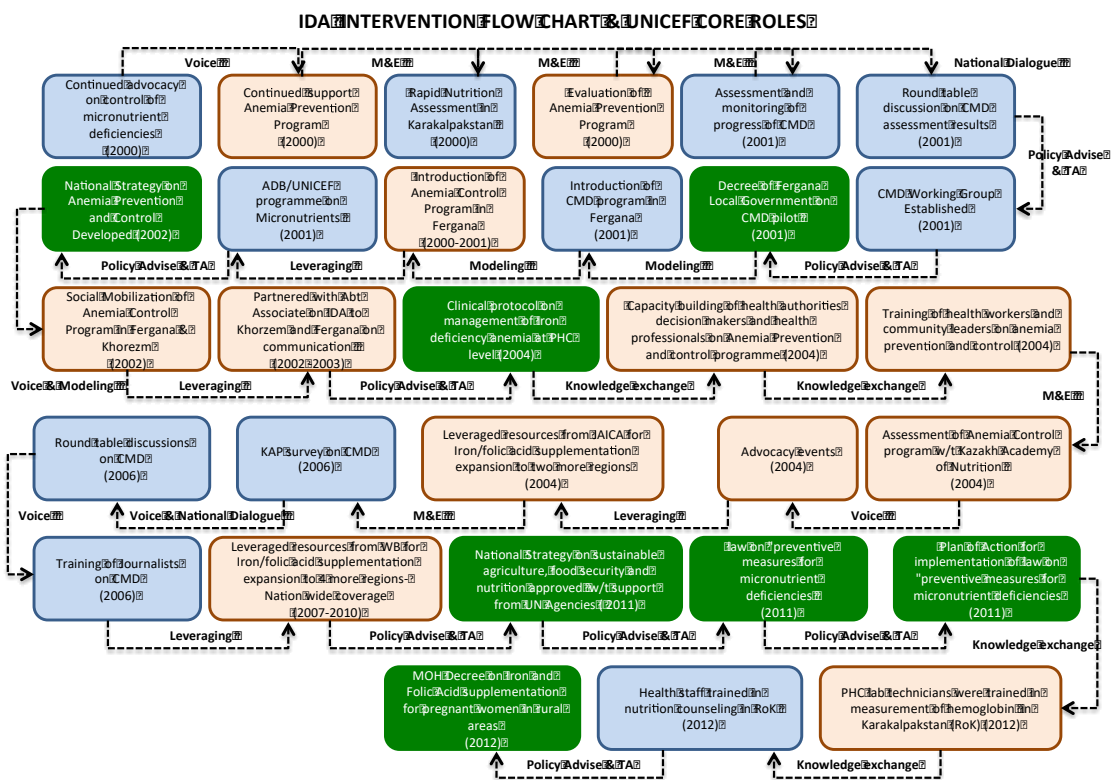 IDA INTERVENTION FLOW CHART & UNICEF CORE ROLES
Voice
M&E
M&E
M&E
National Dialogue
Continued advocacy
on control of
micronutrient
deficiencies
(2000)
Continued support
Anemia Prevention
Program
(2000)
Rapid Nutrition
Assessment in
Karakalpakstan
(2000)
Evaluation of
Anemia Prevention
Program
(2000)
Assessment and
monitoring of
progress of CMD
(2001)
Round table
discussion on CMD
assessment results
(2001)
Policy Advise
& TA
National Strategy on
Anemia Prevention
and Control
Developed (2002)
ADB/UNICEF
programme on
Micronutrients
(2001)
Introduction of
Anemia Control
Program in
Fergana
(2000-2001)
Introduction of
CMD program in
Fergana
(2001)
Decree of Fergana
Local Government on
CMD pilot
(2001)
CMD Working Group
Established
(2001)
Policy Advise & TA
Leveraging
Modeling
Modeling
Policy Advise & TA
Social Mobilization of
Anemia Control
Program in Fergana &
Khorezm
(2002)
Partnered with Abt
Associate on IDA to
Khorzem and Fergana on
communication
(2002-2003)
Clinical protocol on
management of Iron
deficiency anemia at PHC
level (2004)
Capacity building of health authorities
decision makers and health
professionals on Anemia Prevention
and control programme (2004)
Training of health workers and
community leaders on anemia
prevention and control (2004)
Voice & Modeling
Leveraging
Policy Advise & TA
Knowledge exchange
Knowledge exchange
M&E
Round table discussions
on CMD
(2006)
KAP survey on CMD
(2006)
Leveraged resources from JAICA for
Iron/folic acid supplementation
expansion to two more regions
(2004)
Advocacy events
(2004)
Assessment of Anemia Control
program w/t Kazakh Academy
of Nutrition
(2004)
Voice
Voice & National Dialogue
M&E
Leveraging
Voice
Training of Journalists
on CMD
(2006)
Leveraged resources from WB for
Iron/folic acid supplementation
expansion to 4 more regions-
Nation wide coverage
(2007-2010)
National Strategy on sustainable
agriculture, food security and
nutrition approved w/t support
from UN Agencies (2011)
law on "preventive
measures for
micronutrient
deficiencies
(2011)
Plan of Action for
implementation of law on
"preventive measures for
micronutrient deficiencies
(2011)
Leveraging
Policy Advise & TA
Policy Advise & TA
Policy Advise & TA
Knowledge exchange
MOH Decree on Iron and
Folic Acid supplementation
for pregnant women in rural
areas
(2012)
Health staff trained in
nutrition counseling in RoK
(2012)
PHC lab technicians were trained in
measurement of hemoglobin in
Karakalpakstan (RoK) (2012)
Policy Advise & TA
Knowledge exchange